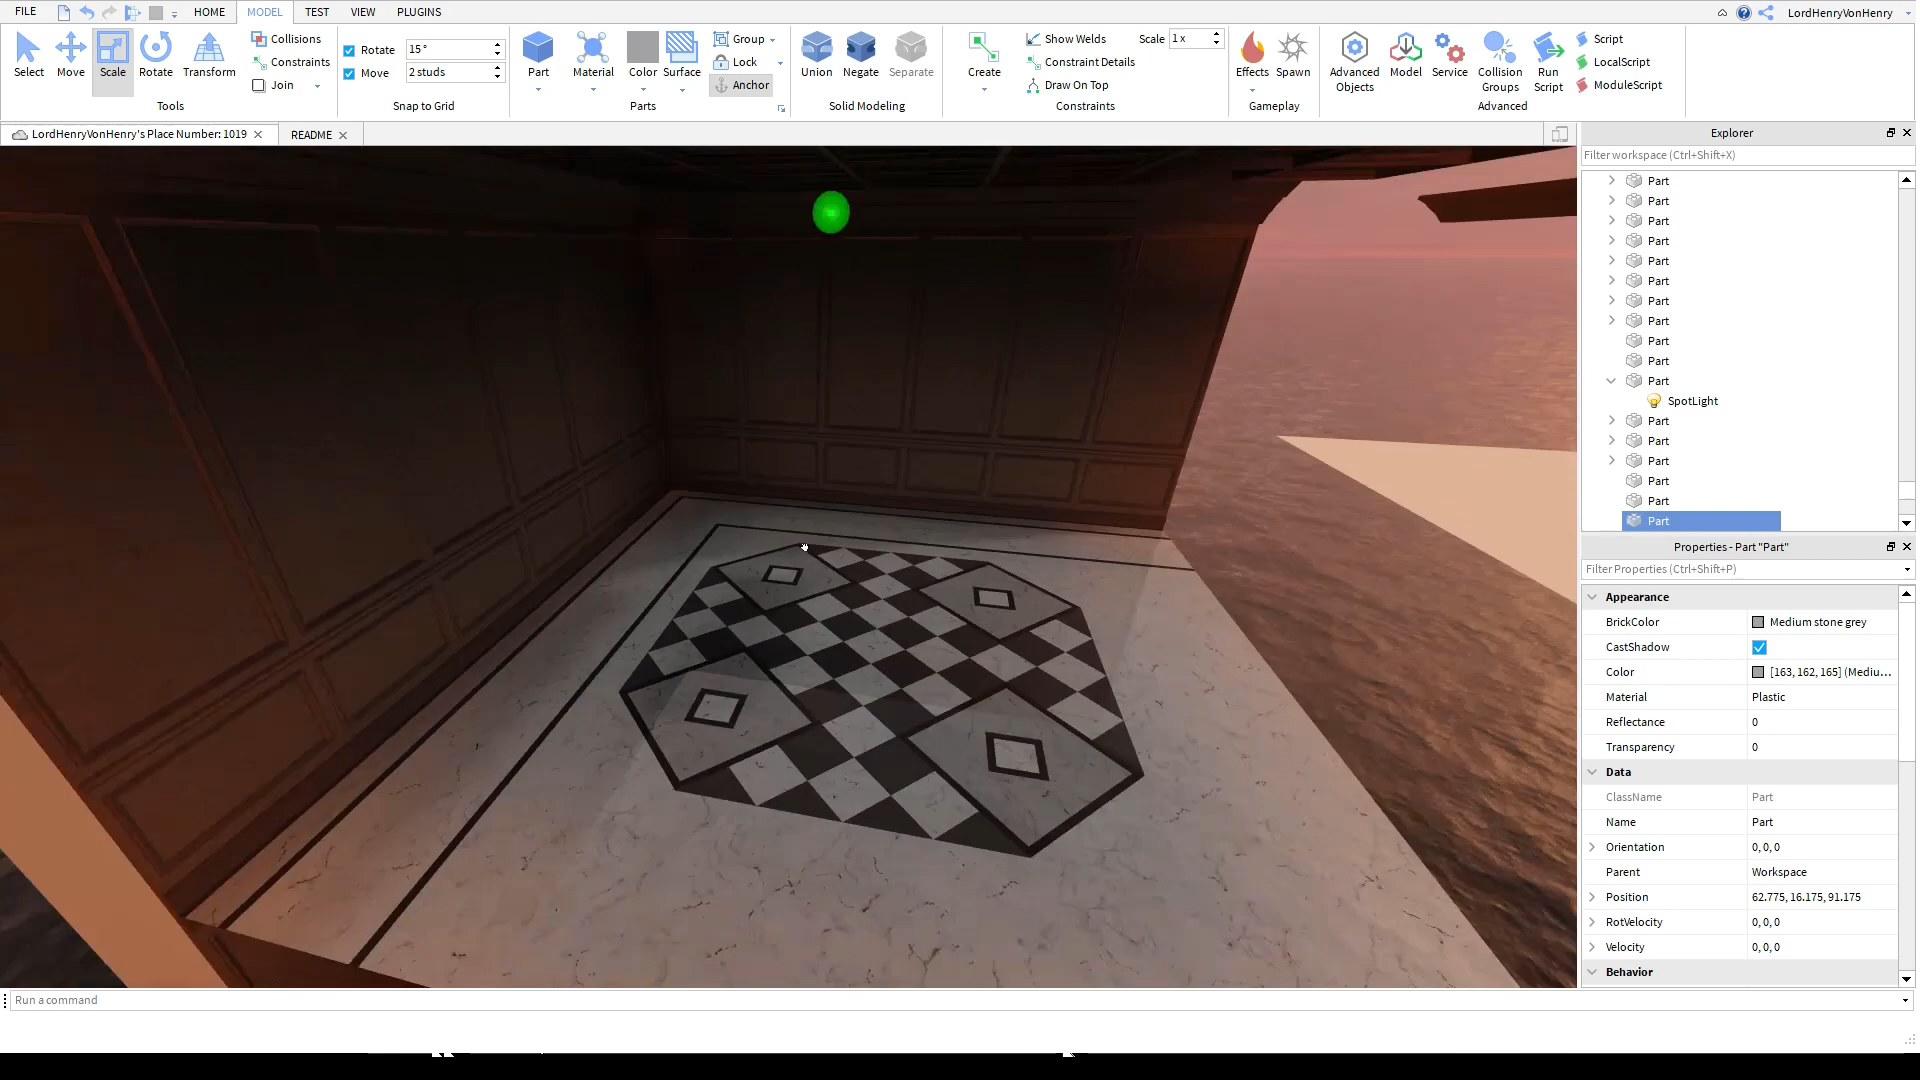 FILE
HOME
MODEL
TEST
VIEW
PLUGINS
LordHenryVonHenry
Select
Move
Scale
Rotate
Transform
Collisions
Constraints
Join
Tools
Rotate 15 °
Move 2 studs
Snap to Grid
Part
Material
Color
Surface
Group
Lock
Anchor
Parts
Union
Negate
Separate
Solid Modeling
Create
Show Welds
Constraint Details
Draw On Top
Scale 1 x
Constraints
Effects
Spawn
Gameplay
Advanced
Objects
Model
Service
Collision
Groups
Run
Script
Script
LocalScript
ModuleScript
Advanced
LordHenryVonHenry's Place Number: 1019
README
Explorer
Filter workspace (Ctrl+Shift+X)
Part
Part
Part
Part
Part
Part
Part
Part
Part
Part
Part
SpotLight
Part
Part
Part
Part
Part
Part
Properties - Part "Part"
Filter Properties (Ctrl+Shift+P)
Appearance
BrickColor Medium stone grey
CastShadow
Color [163, 162, 165] (Mediu...
Material Plastic
Reflectance 0
Transparency 0
Data
ClassName Part
Name Part
Orientation 0, 0, 0
Parent Workspace
Position 62.775, 16.175, 91.175
RotVelocity 0, 0, 0
Velocity 0, 0, 0
Behavior
Run a command